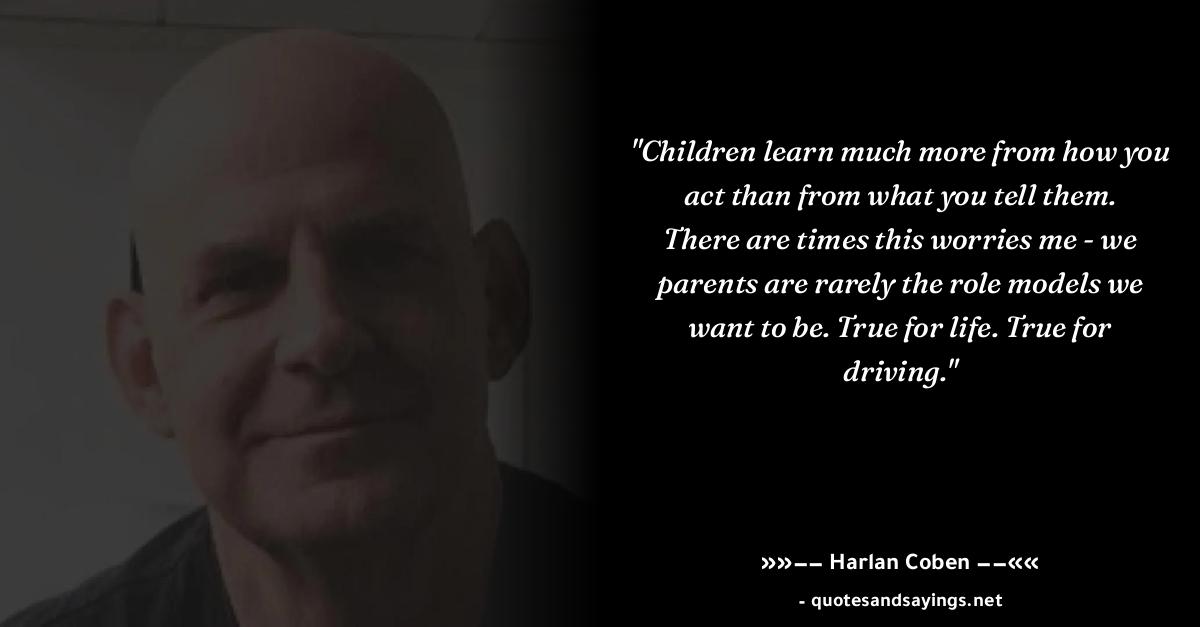 "Children learn much more from how you
act than from what you tell them.
There are times this worries me - we
parents are rarely the role models we
want to be. True for life. True for
driving."
»»−− Harlan Coben −−««
- quotesandsayings.net